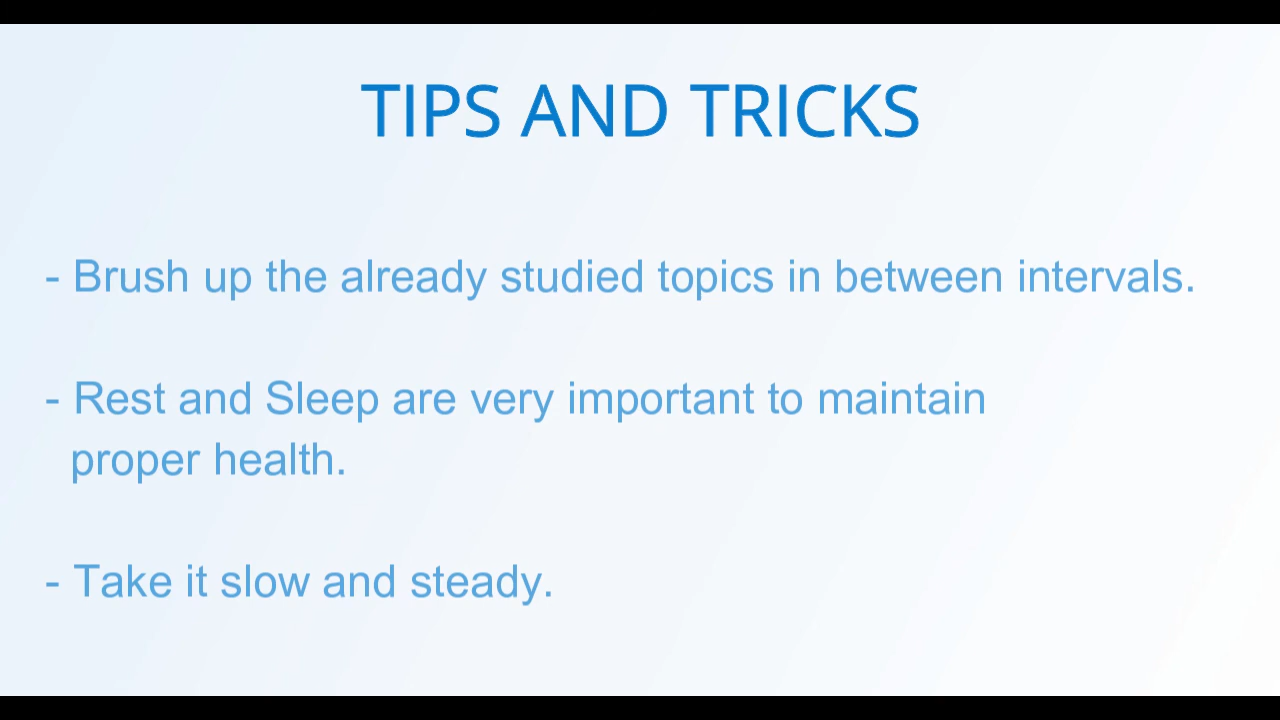 TIPS AND TRICKS
- Brush up the already studied topics in between intervals.
- Rest and Sleep are very important to maintain
proper health.
- Take it slow and steady.